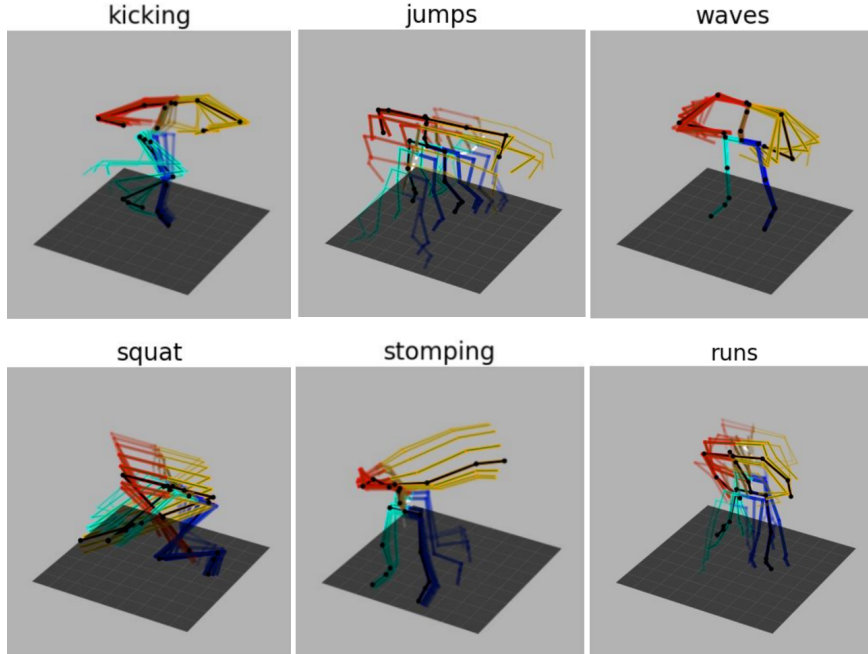 kicking
jumps
waves
squat
stomping
runs